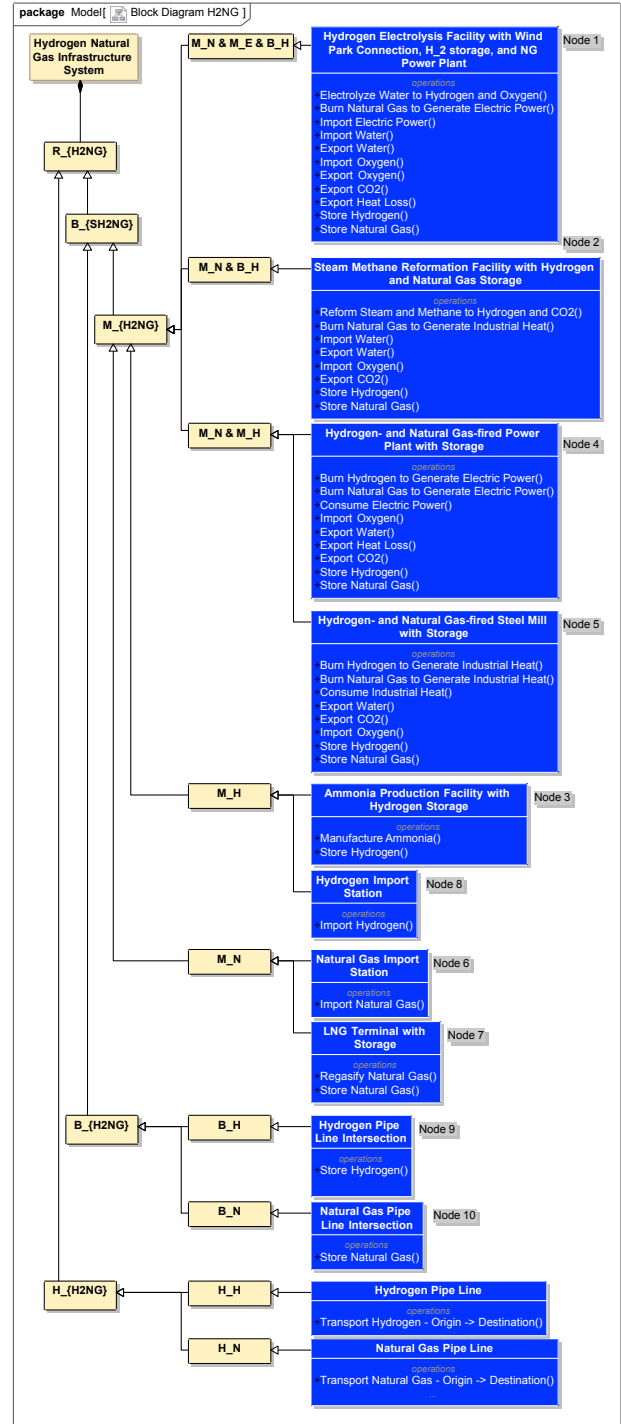 package Model[ Block Diagram H2NG ]
Hydrogen Natural
Gas Infrastructure
System
R_{H2NG}
B_{SH2NG}
M_{H2NG}
M_N & M_E & B_H
Hydrogen Electrolysis Facility with Wind
Park Connection, H_2 storage, and NG
Power Plant
operations
+Electrolyze Water to Hydrogen and Oxygen()
+Burn Natural Gas to Generate Electric Power()
+Import Electric Power()
+Import Water()
+Export Water()
+Import Oxygen()
+Export Oxygen()
+Export CO2()
+Export Heat Loss()
+Store Hydrogen()
+Store Natural Gas()
Node 1
Node 2
M_N & B_H
Steam Methane Reformation Facility with Hydrogen
and Natural Gas Storage
operations
+Reform Steam and Methane to Hydrogen and CO2()
+Burn Natural Gas to Generate Industrial Heat()
+Import Water()
+Export Water()
+Import Oxygen()
+Export CO2()
+Store Hydrogen()
+Store Natural Gas()
M_N & M_H
Hydrogen- and Natural Gas-fired Power
Plant with Storage
operations
+Burn Hydrogen to Generate Electric Power()
+Burn Natural Gas to Generate Electric Power()
+Consume Electric Power()
+Import Oxygen()
+Export Water()
+Export Heat Loss()
+Export CO2()
+Store Hydrogen()
+Store Natural Gas()
Node 4
Hydrogen- and Natural Gas-fired Steel Mill
with Storage
operations
+Burn Hydrogen to Generate Industrial Heat()
+Burn Natural Gas to Generate Industrial Heat()
+Consume Industrial Heat()
+Export Water()
+Export CO2()
+Import Oxygen()
+Store Hydrogen()
+Store Natural Gas()
Node 5
M_H
Ammonia Production Facility with
Hydrogen Storage
operations
+Manufacture Ammonia()
+Store Hydrogen()
Node 3
Hydrogen Import
Station
operations
+Import Hydrogen()
Node 8
M_N
Natural Gas Import
Station
operations
+Import Natural Gas()
Node 6
LNG Terminal with
Storage
operations
+Regasify Natural Gas()
+Store Natural Gas()
Node 7
B_{H2NG}
B_H
Hydrogen Pipe
Line Intersection
operations
+Store Hydrogen()
Node 9
B_N
Natural Gas Pipe
Line Intersection
operations
+Store Natural Gas()
Node 10
H_{H2NG}
H_H
Hydrogen Pipe Line
operations
+Transport Hydrogen - Origin -> Destination()
H_N
Natural Gas Pipe Line
operations
+Transport Natural Gas - Origin -> Destination()
...